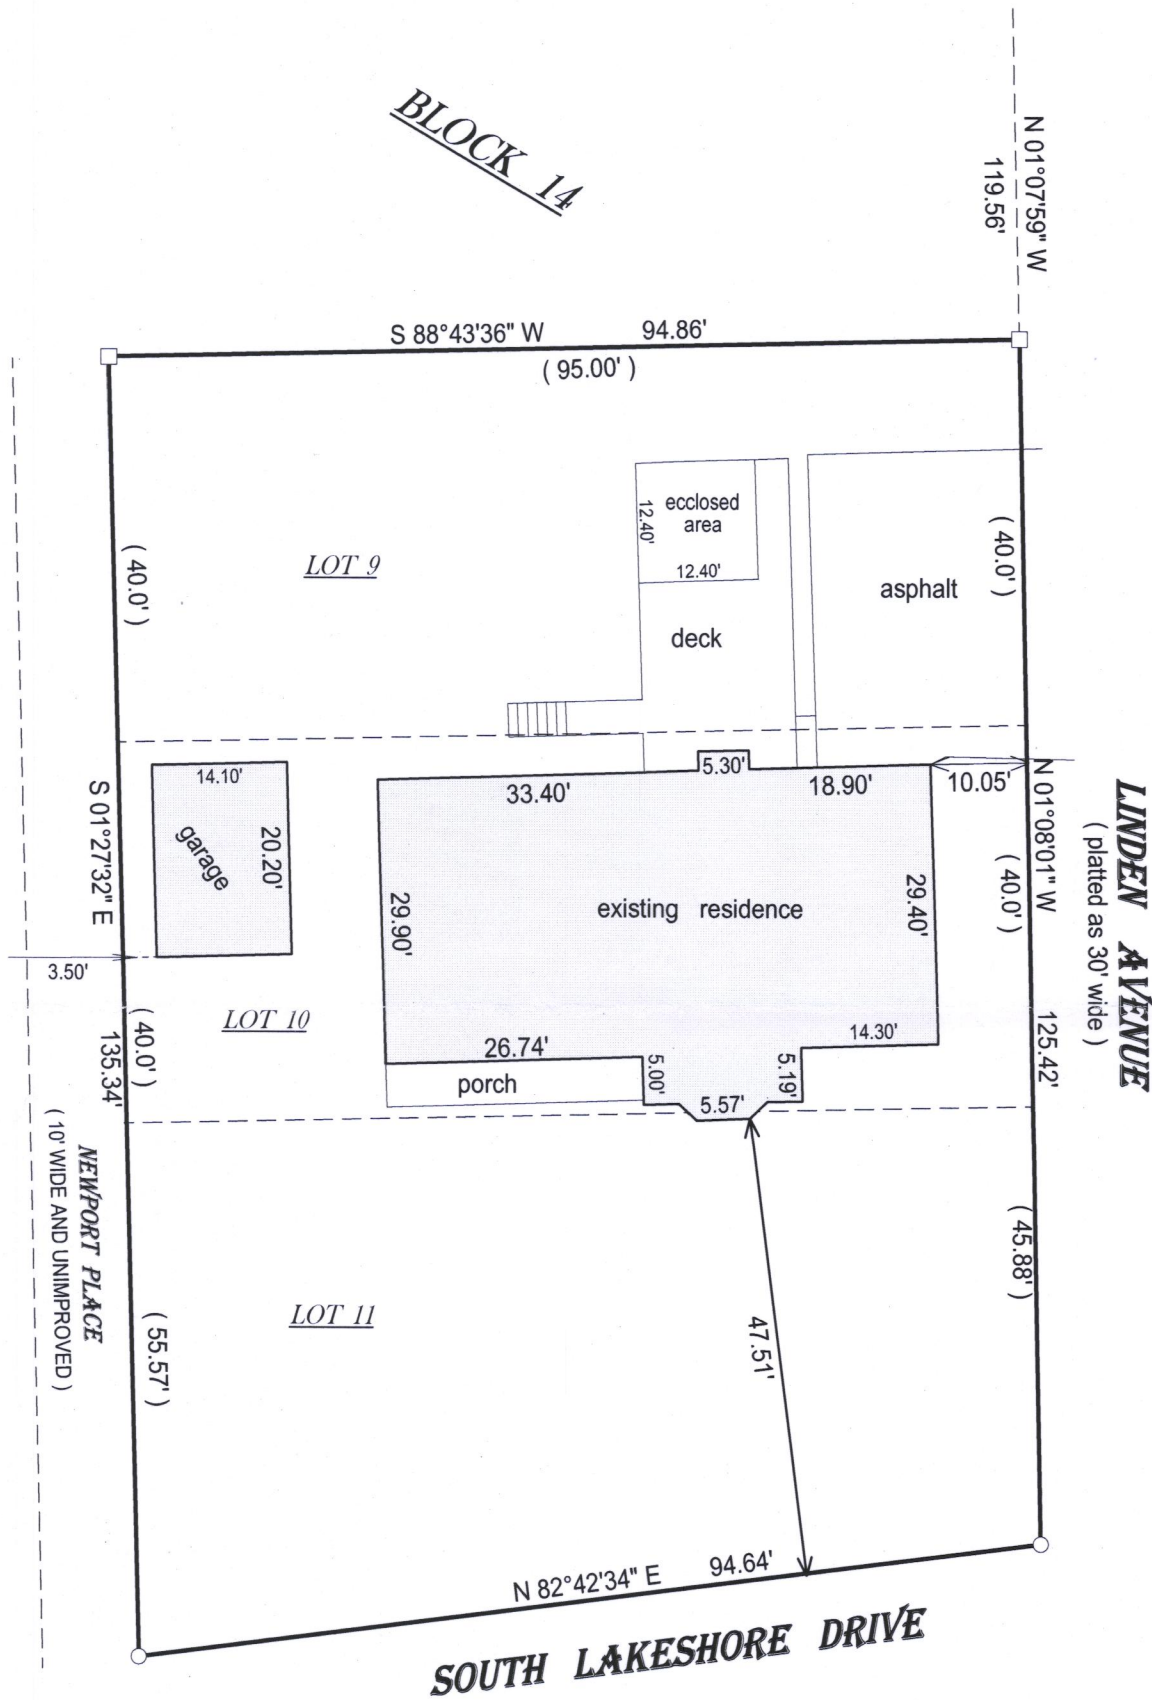 BLOCK 14
N 01°07'59" W
119.56'
S 88°43'36" W 94.86'
( 95.00' )
ecclosed
area
12.40'
12.40'
( 40.0' )
LOT 9
( 40.0' )
asphalt
deck
14.10'
5.30'
33.40'
18.90'
10.05'
S 01°27'32" E
135.34'
garage
20.20'
29.90'
existing residence
29.40'
( 40.0' )
N 01°08'01" W
125.42'
LINDEN AVENUE
( platted as 30' wide )
3.50'
LOT 10
( 40.0' )
26.74'
14.30'
porch
5.00'
5.57'
5.19'
NEWPORT PLACE
( 10' WIDE AND UNIMPROVED )
( 45.88' )
LOT 11
( 55.57' )
47.51'
N 82°42'34" E 94.64'
SOUTH LAKESHORE DRIVE